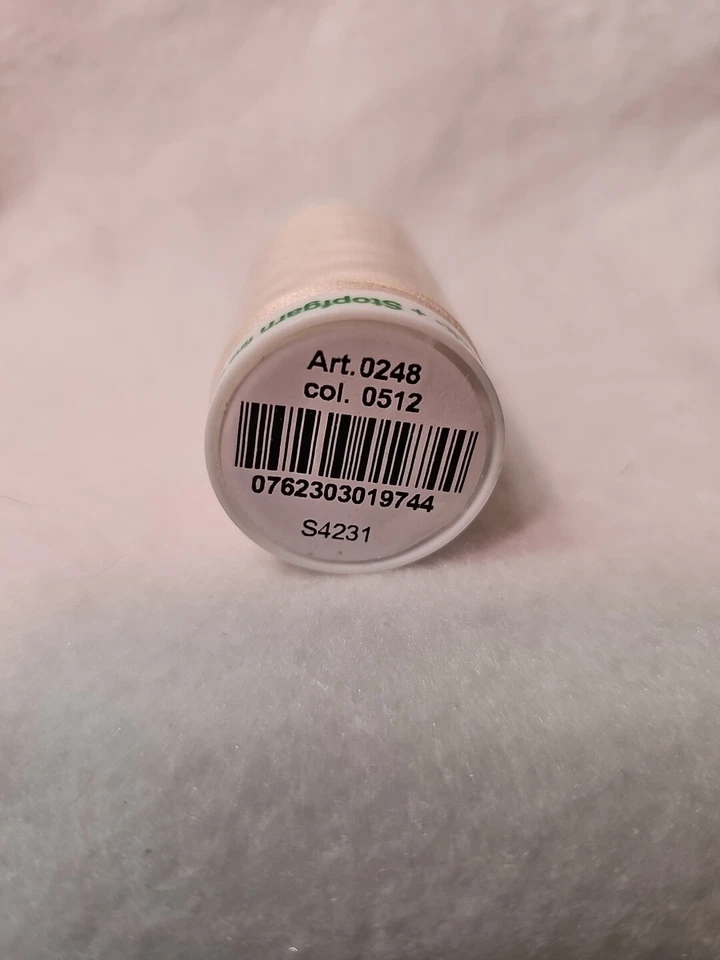 + Stopfgarn
Art.0248
col. 0512
0762303019744
S4231